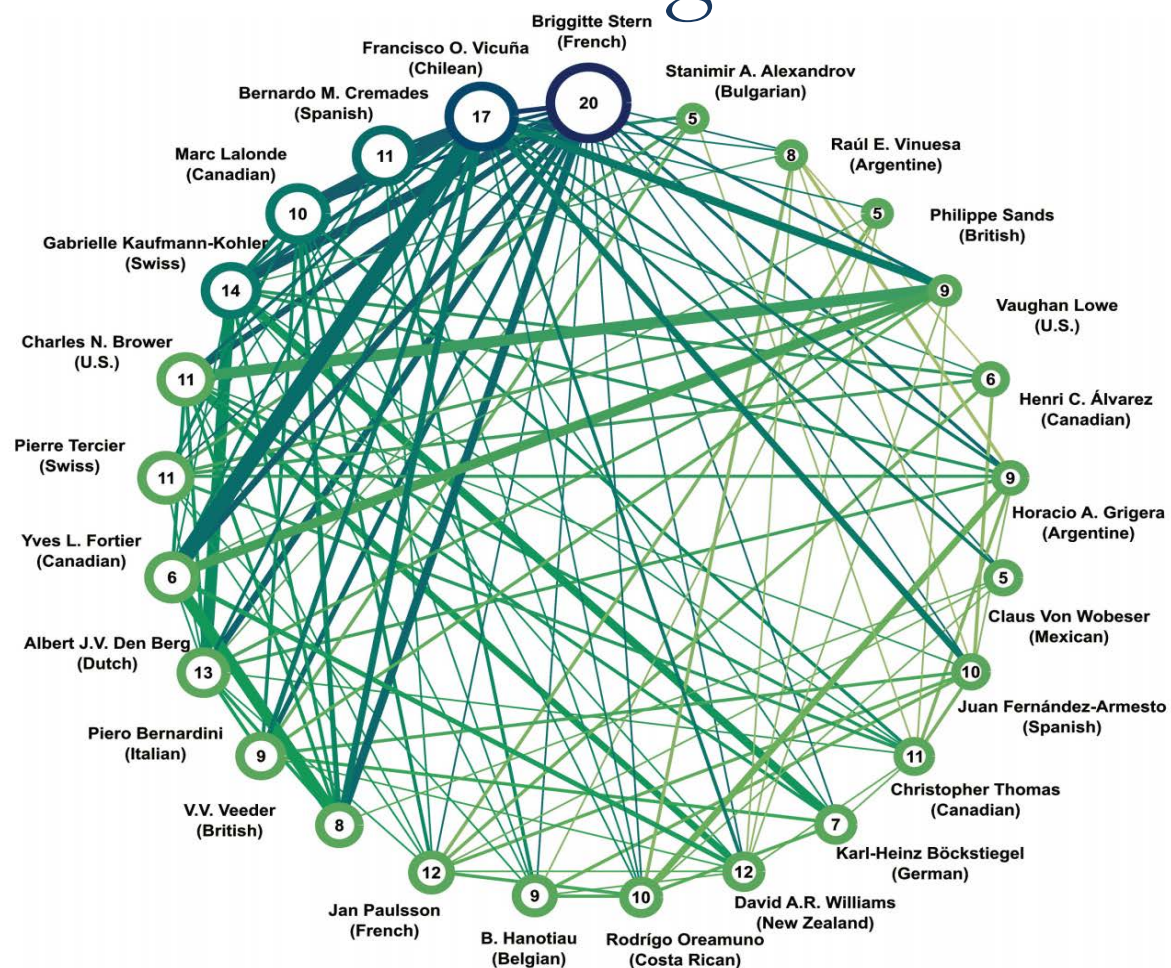 Briggitte Stern
(French)
20
Stanimir A. Alexandrov
(Bulgarian)
5
Raúl E. Vinuesa
(Argentine)
8
Philippe Sands
(British)
5
Vaughan Lowe
(U.S.)
9
Henri C. Álvarez
(Canadian)
6
Horacio A. Grigera
(Argentine)
9
Claus Von Wobeser
(Mexican)
5
Juan Fernández-Armesto
(Spanish)
10
Christopher Thomas
(Canadian)
11
Karl-Heinz Böckstiegel
(German)
7
David A.R. Williams
(New Zealand)
12
Rodrígo Oreamuno
(Costa Rican)
10
B. Hanotiau
(Belgian)
9
Jan Paulsson
(French)
12
V.V. Veeder
(British)
8
Piero Bernardini
(Italian)
9
Albert J.V. Den Berg
(Dutch)
13
Yves L. Fortier
(Canadian)
6
Pierre Tercier
(Swiss)
11
Charles N. Brower
(U.S.)
11
Gabrielle Kaufmann-Kohler
(Swiss)
14
Marc Lalonde
(Canadian)
10
Bernardo M. Cremades
(Spanish)
11
Francisco O. Vicuña
(Chilean)
17